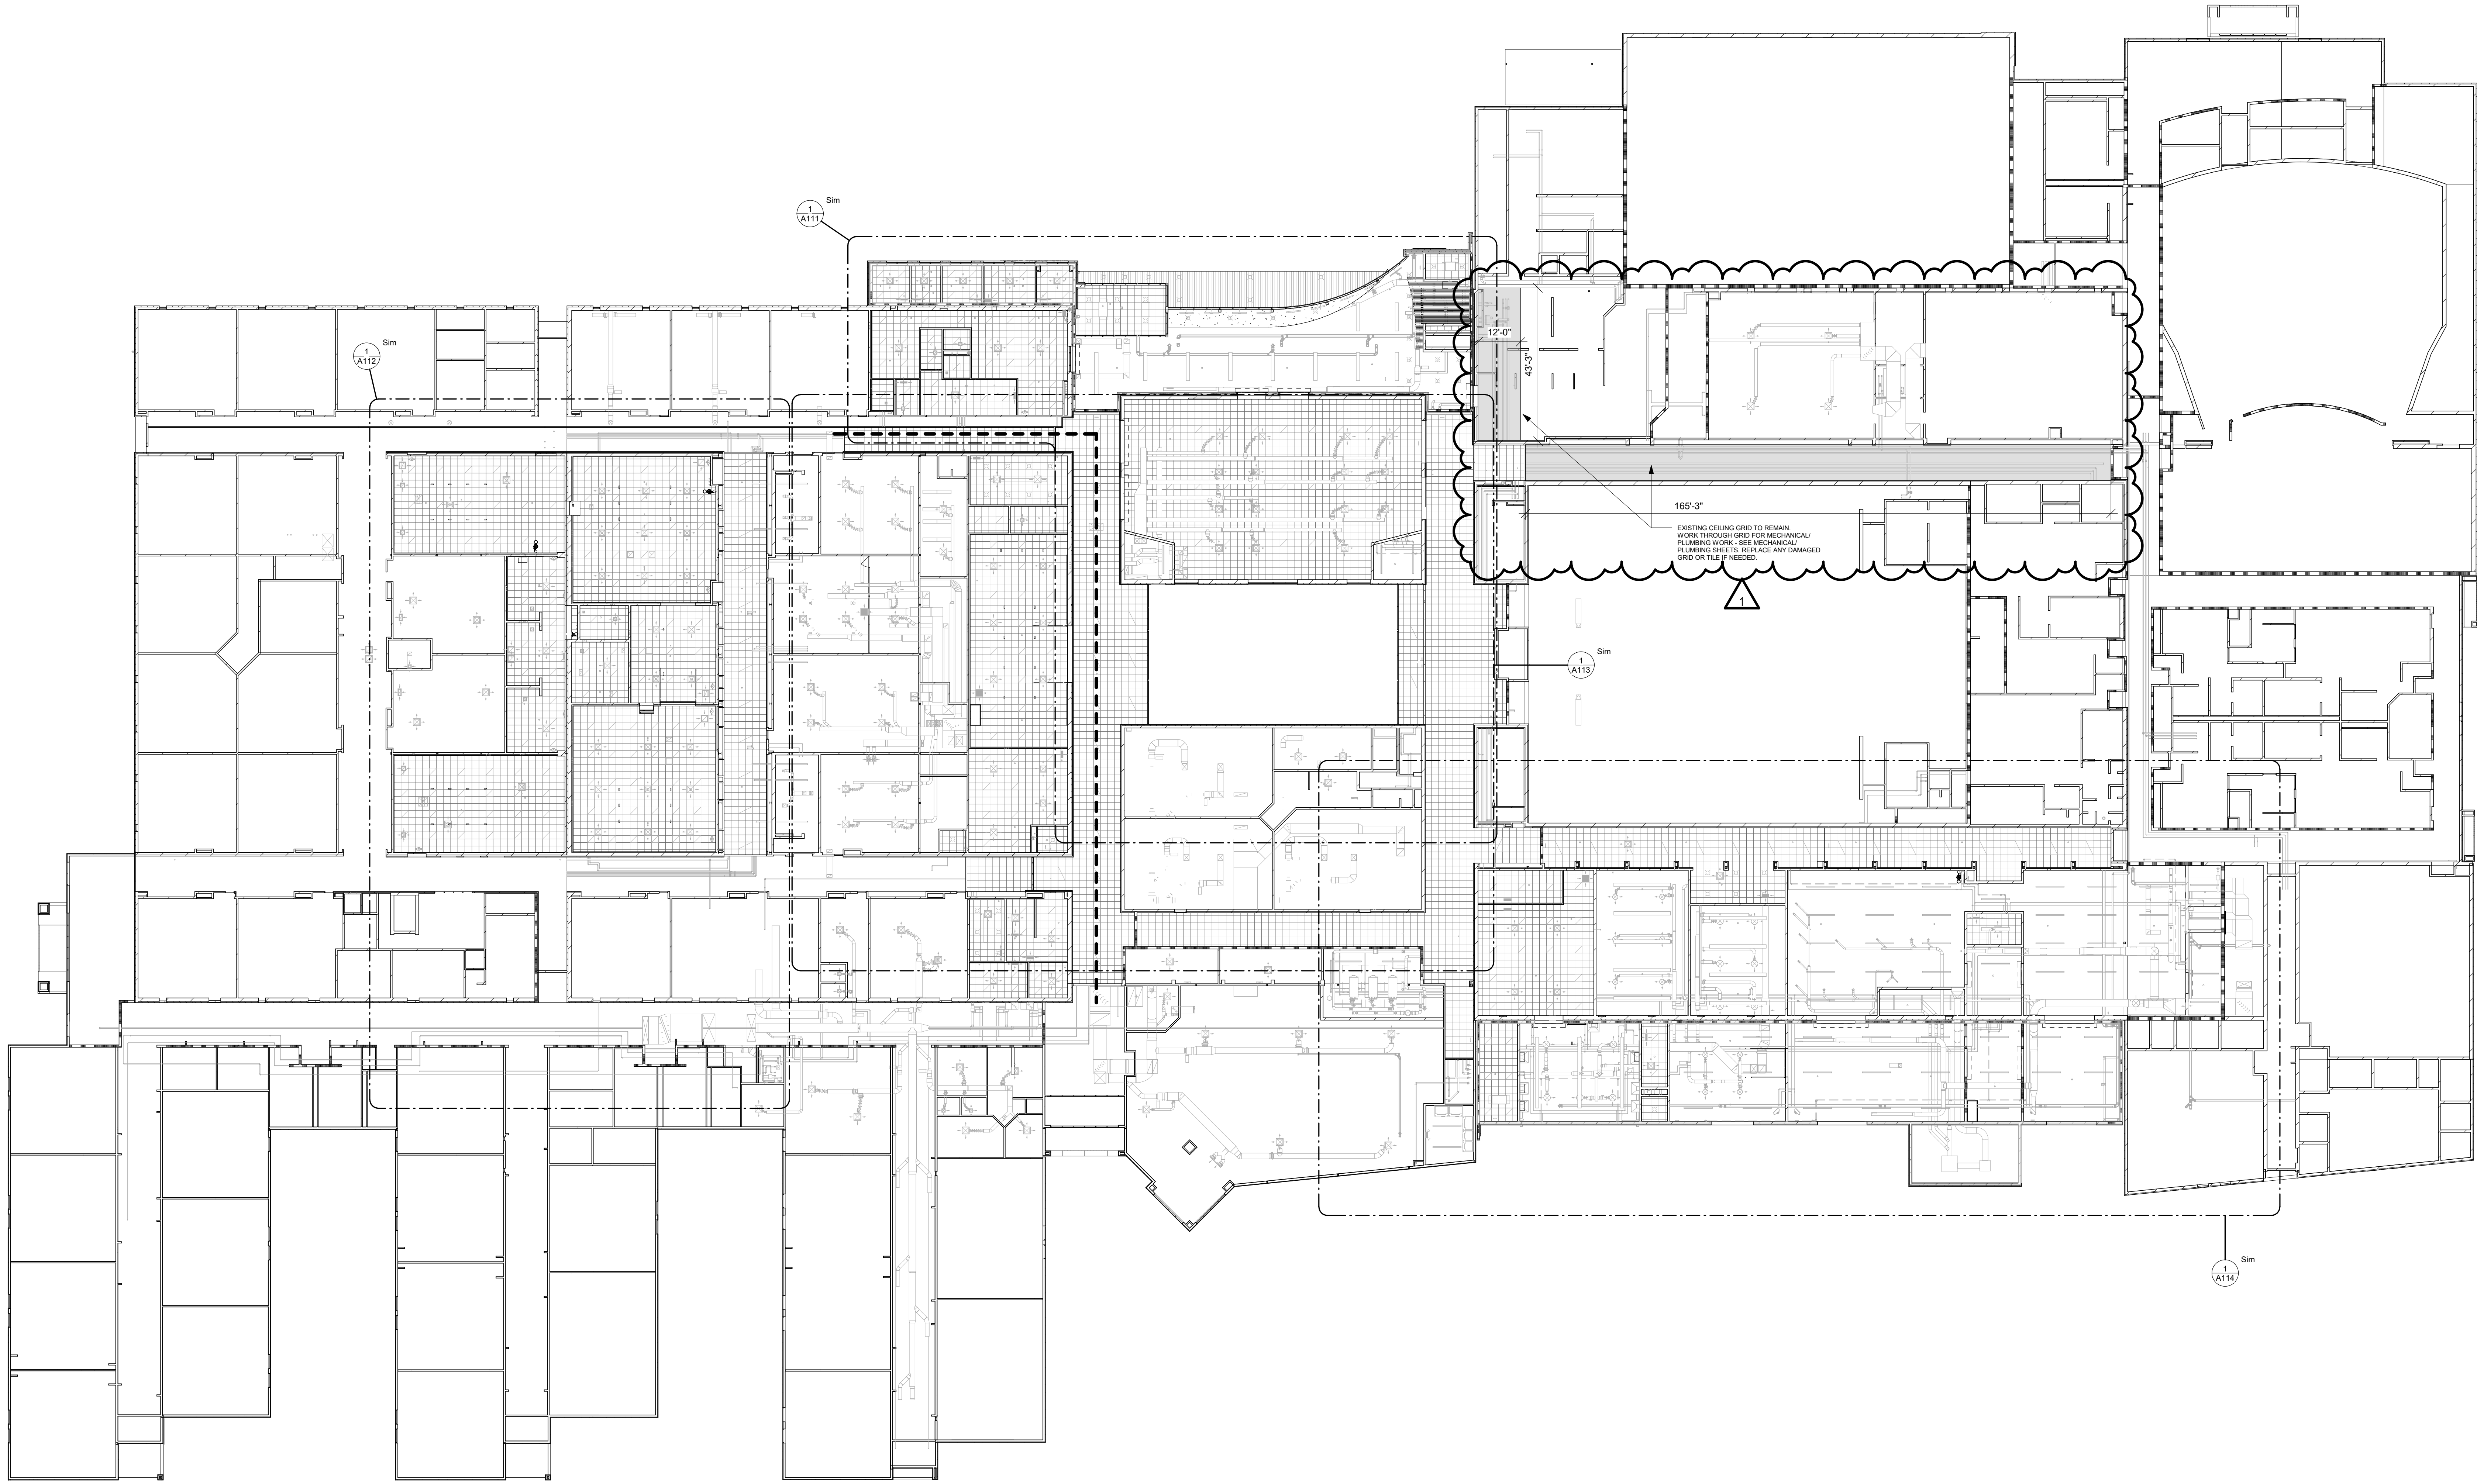 Sim
1
A111
Sim
1
A112
12'-0"
43'-3"
165'-3"
EXISTING CEILING GRID TO REMAIN.
WORK THROUGH GRID FOR MECHANICAL/
PLUMBING WORK - SEE MECHANICAL/
PLUMBING SHEETS. REPLACE ANY DAMAGED
GRID OR TILE IF NEEDED.
1
Sim
1
A113
Sim
1
A114